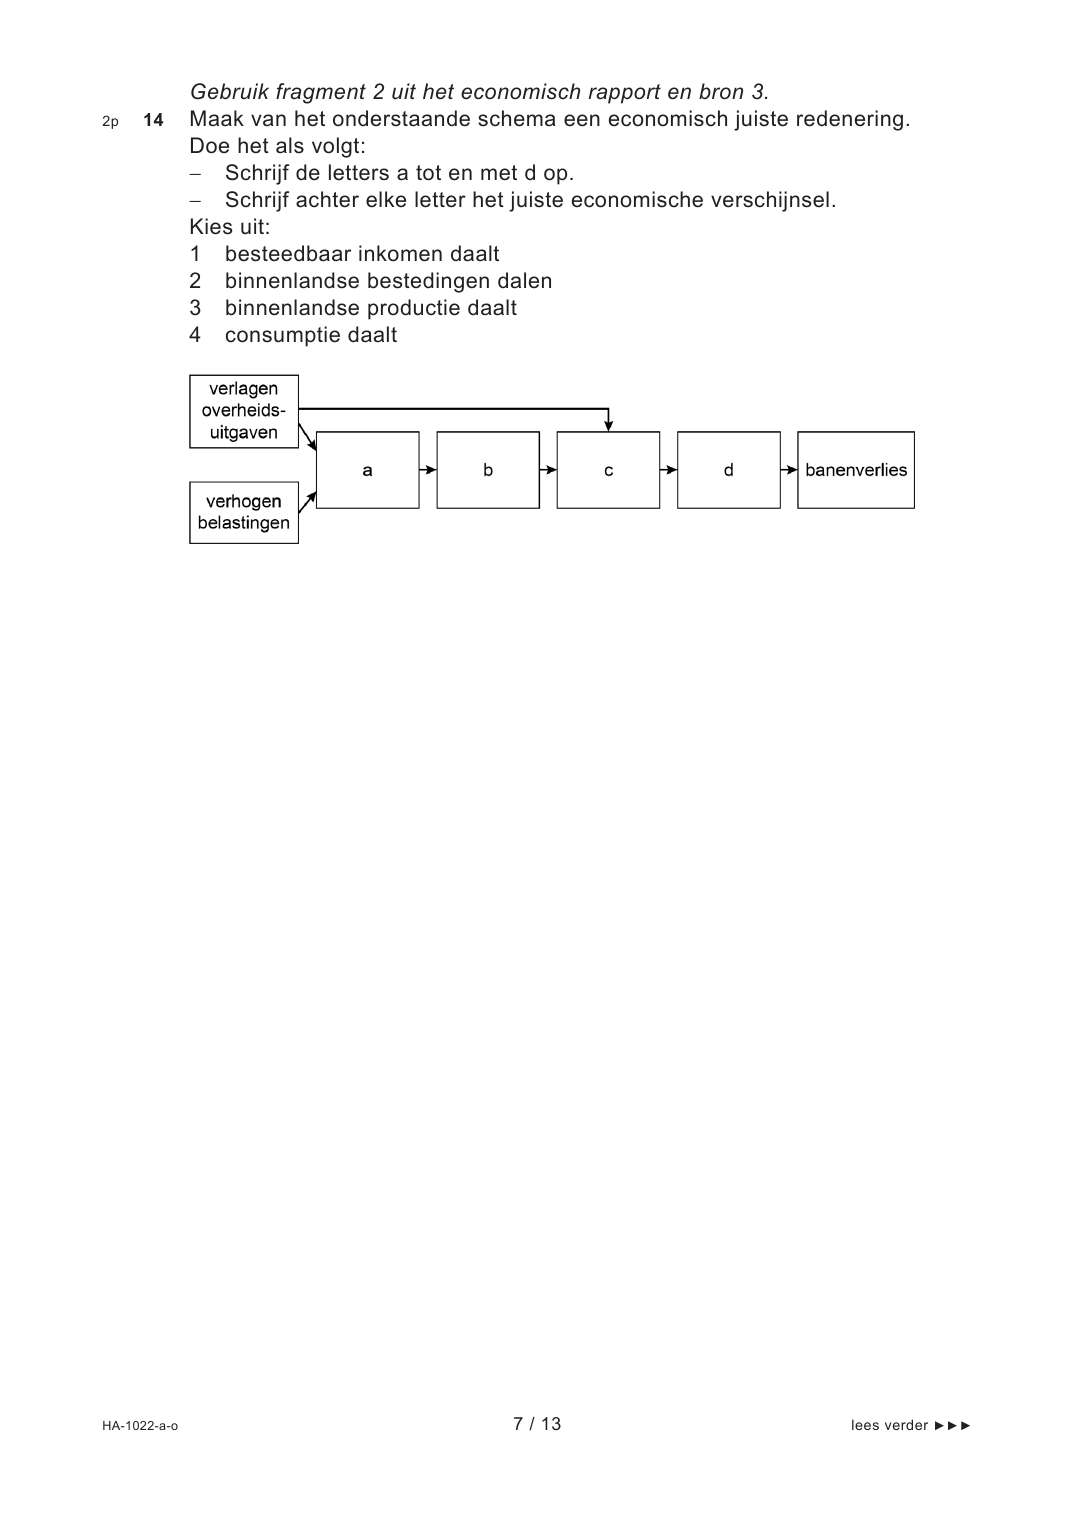 Gebruik fragment 2 uit het economisch rapport en bron 3.
2p 14 Maak van het onderstaande schema een economisch juiste redenering.
Doe het als volgt:
− Schrijf de letters a tot en met d op.
− Schrijf achter elke letter het juiste economische verschijnsel.
Kies uit:
1 besteedbaar inkomen daalt
2 binnenlandse bestedingen dalen
3 binnenlandse productie daalt
4 consumptie daalt
verlagen
overheids-
uitgaven
a b c d banenverlies
verhogen
belastingen
HA-1022-a-o 7 / 13 lees verder ►►►